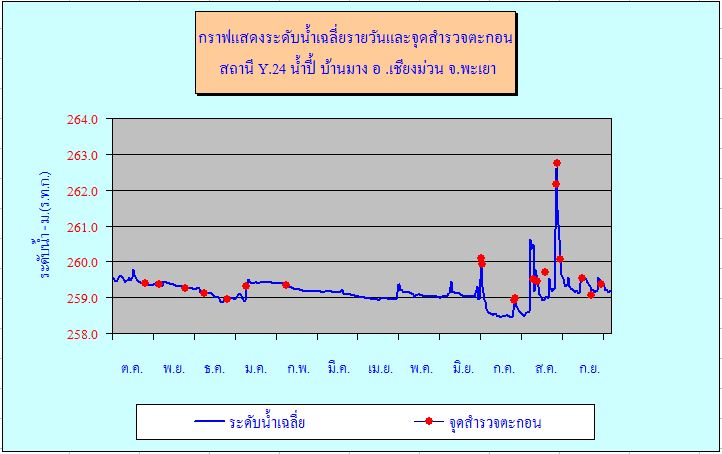 กราฟแสดงระดับน้ำเฉลี่ยรายวันและจุดสำรวจตะกอน
สถานี Y.24 น้ำปี้ บ้านมาง อ .เชียงม่วน จ.พะเยา
ระดับน้ำ - ม.(ร.ท.ก.)
264.0
263.0
262.0
261.0
260.0
259.0
258.0
ต.ค. พ.ย. ธ.ค. ม.ค. ก.พ. มี.ค. เม.ย. พ.ค. มิ.ย. ก.ค. ส.ค. ก.ย.
ระดับน้ำเฉลี่ย จุดสำรวจตะกอน